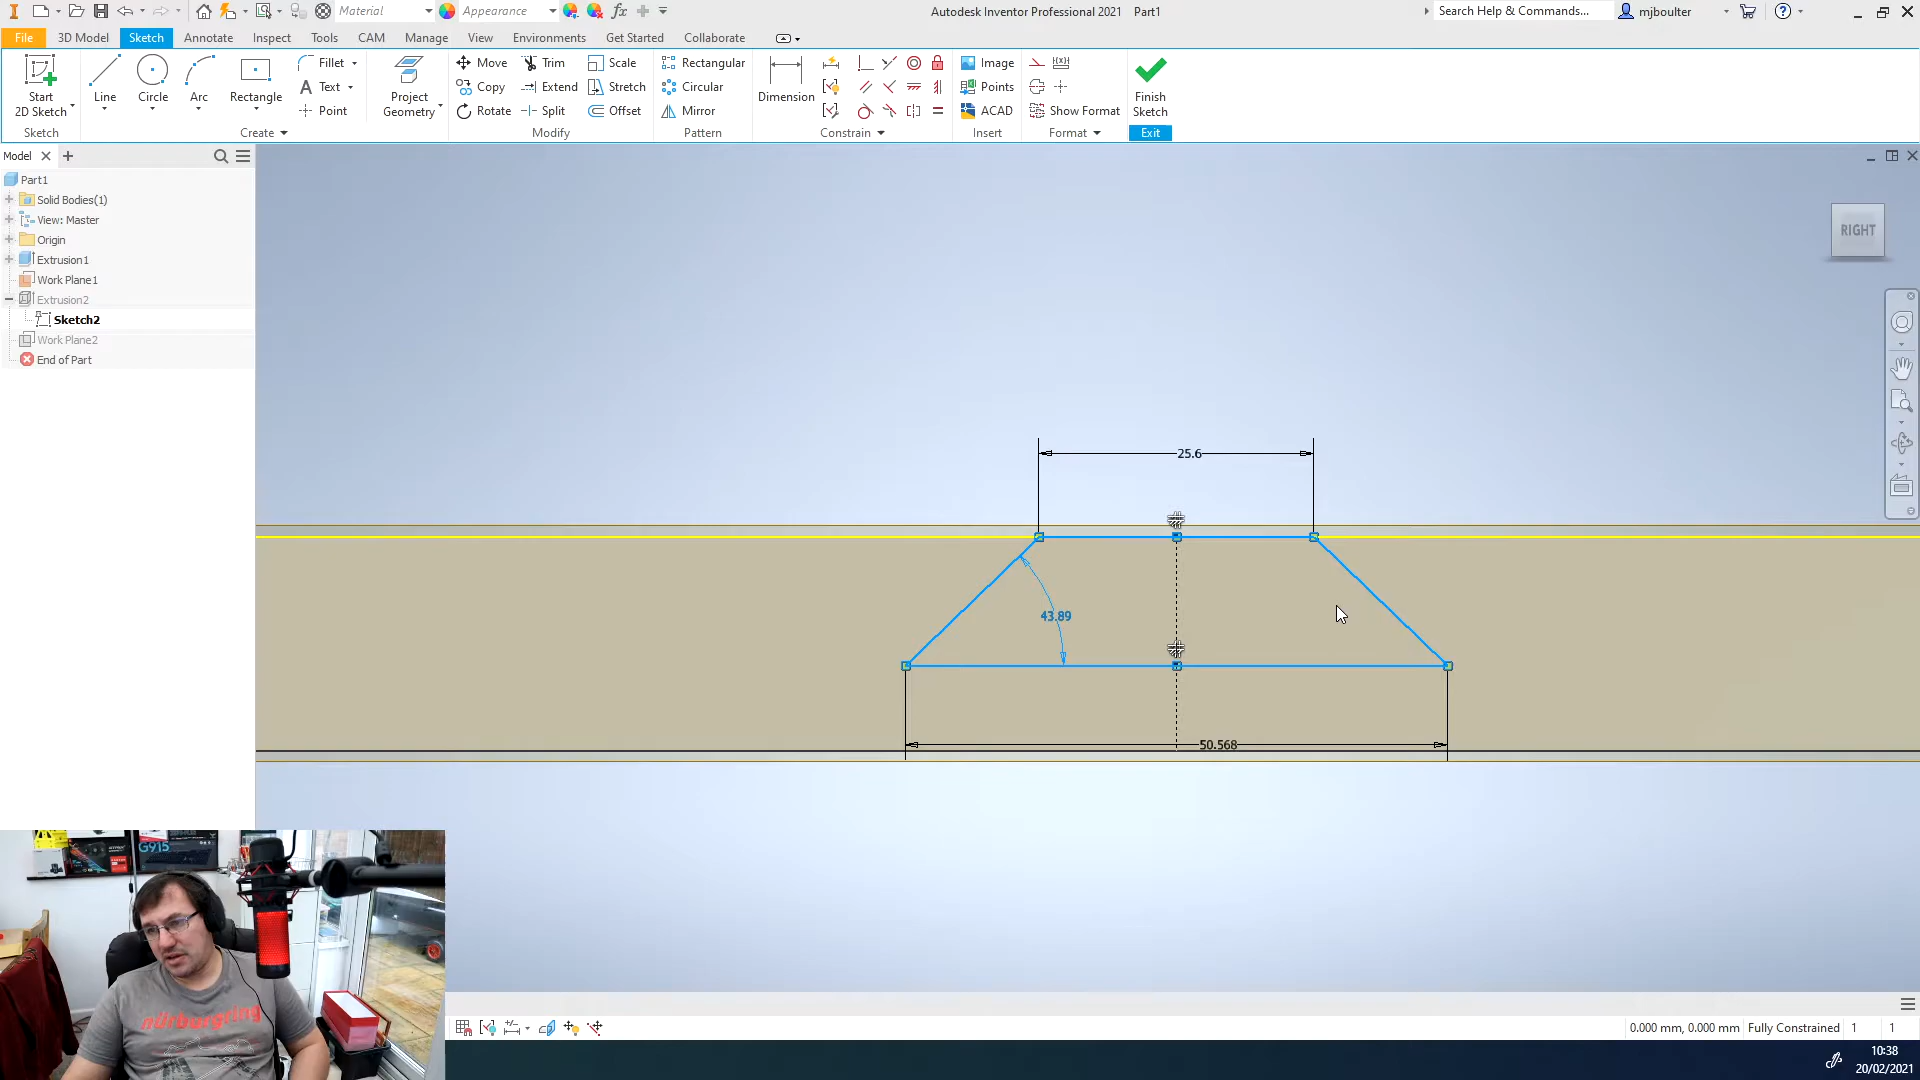 Material
Appearance
Autodesk Inventor Professional 2021 Part1
Search Help & Commands...
mjboulter
File 3D Model Sketch Annotate Inspect Tools CAM Manage View Environments Get Started Collaborate
Start
2D Sketch
Line
Circle
Arc
Rectangle
Fillet
Text
Point
Project
Geometry
Move
Copy
Rotate
Trim
Extend
Split
Scale
Stretch
Offset
Rectangular
Circular
Mirror
Dimension
Image
Points
ACAD
Show Format
Finish
Sketch
Sketch Create Modify Pattern Constrain Insert Format Exit
Model
Part1
Solid Bodies(1)
View: Master
Origin
Extrusion1
Work Plane1
Extrusion2
Sketch2
Work Plane2
End of Part
RIGHT
25.6
43.89
50.568
G915
nürburgring
0.000 mm, 0.000 mm Fully Constrained 1 1
10:38
20/02/2021